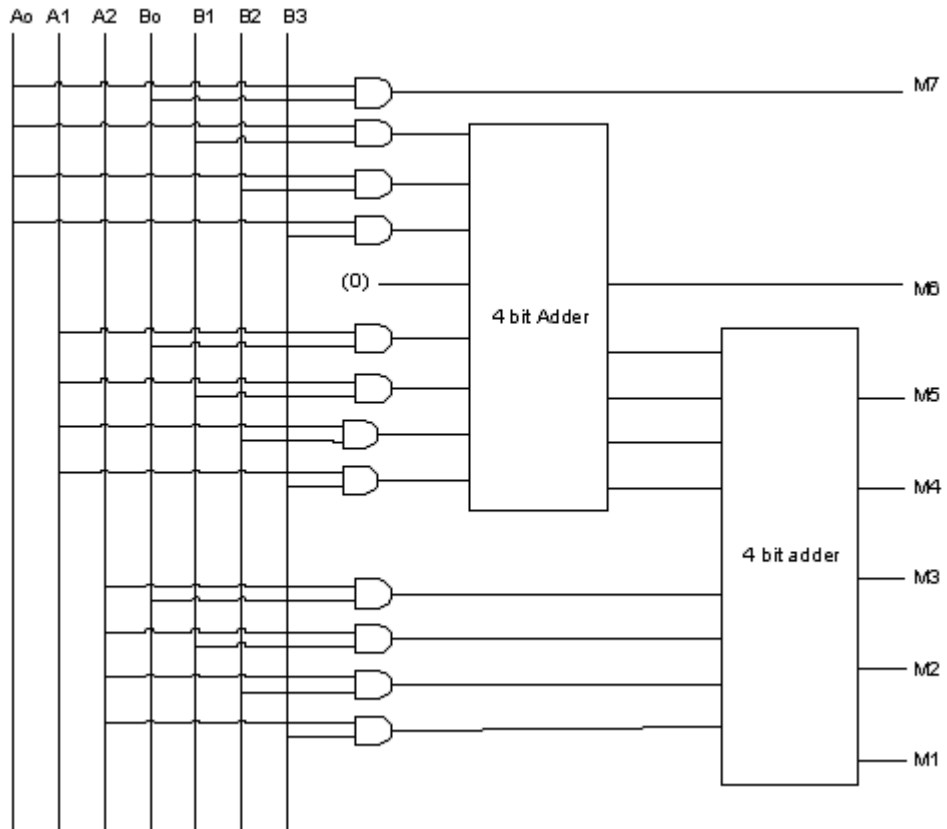 Ao A1 A2 Bo B1 B2 B3
M7
(0)
M6
4 bit Adder
M5
M4
4 bit adder
M3
M2
M1